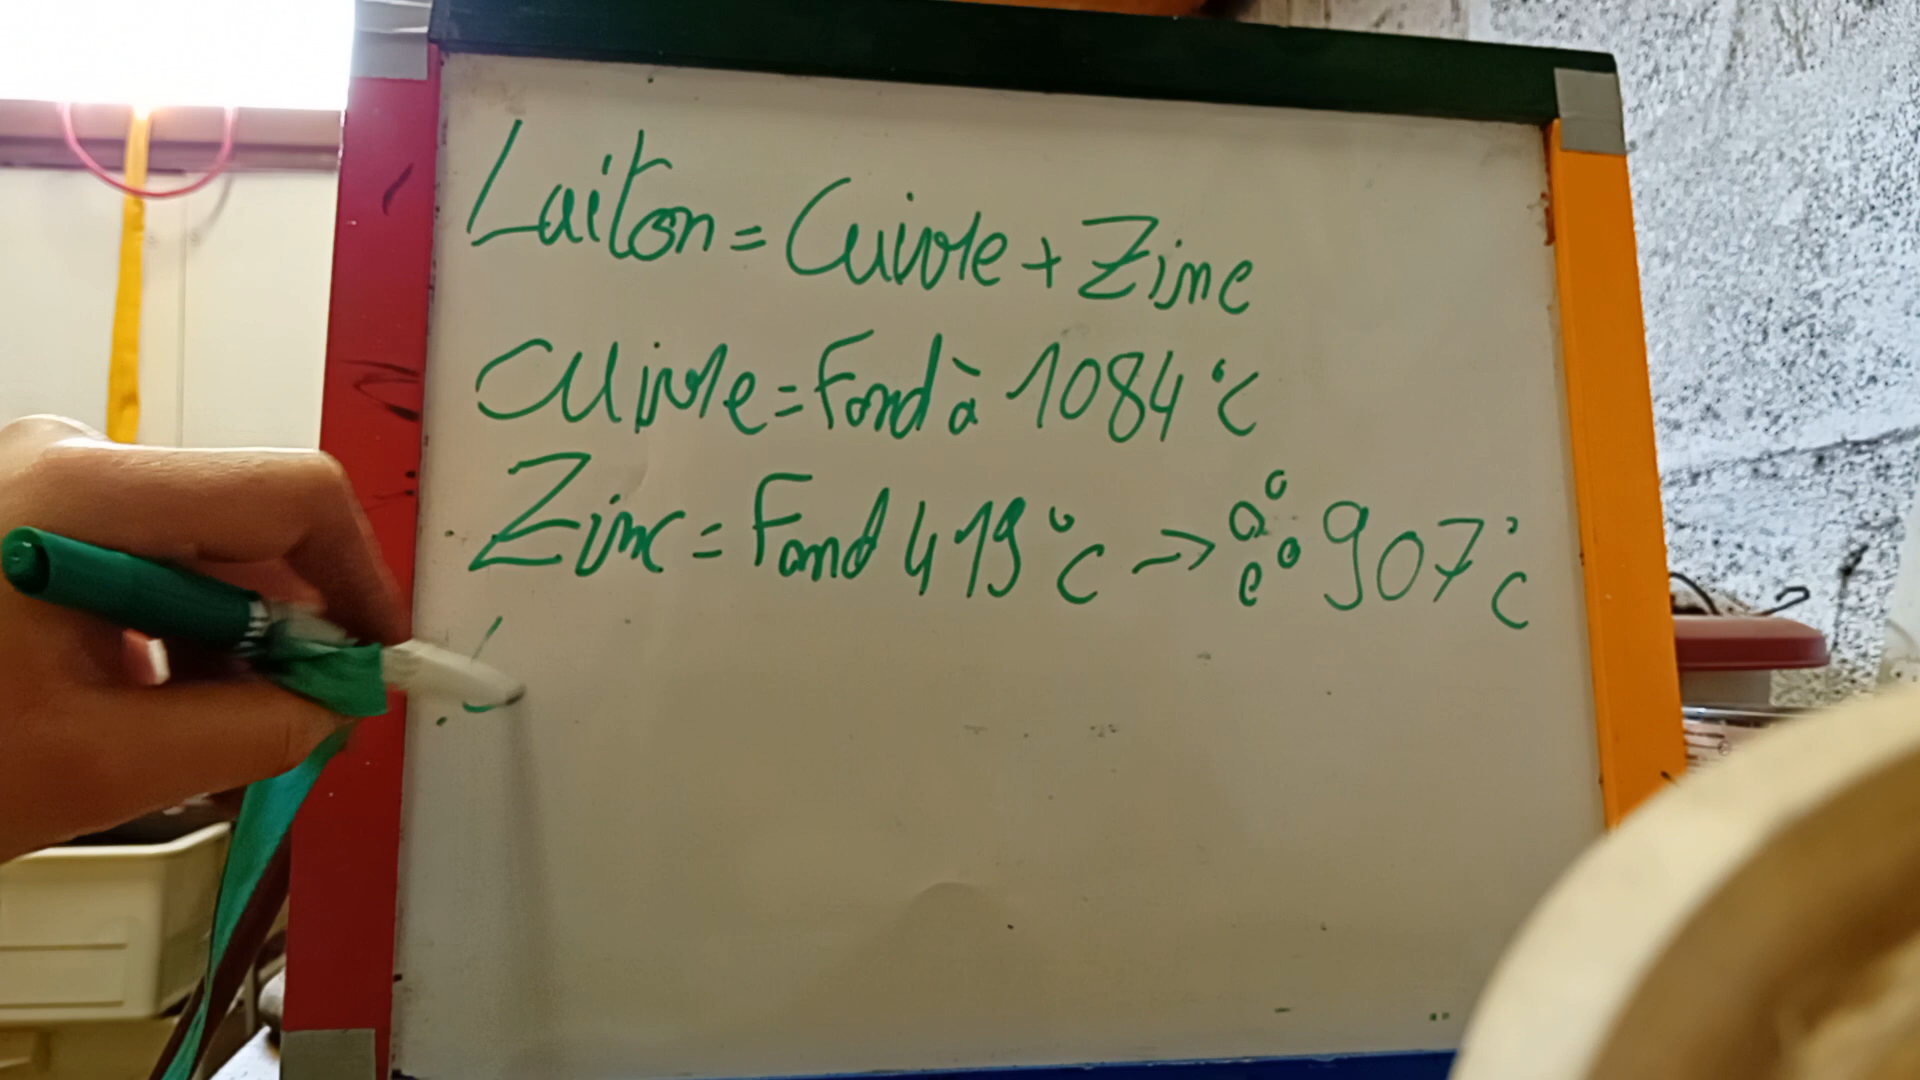 Laiton = Cuivre + Zinc
Cuivre = Fond à 1084 °C
Zinc = Fond 419 °C → 907 °C